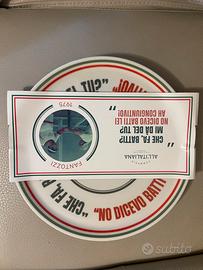 ALL'ITALIANA
"CHE FA, BATTI?
MI DÀ DEL TU?
NO DICEVO BATTI LEI
AH CONGIUNTIVO!"
FANTOZZI
1975
"CHE FA, B
"NO DICEVO BATTI
TU?"
subito